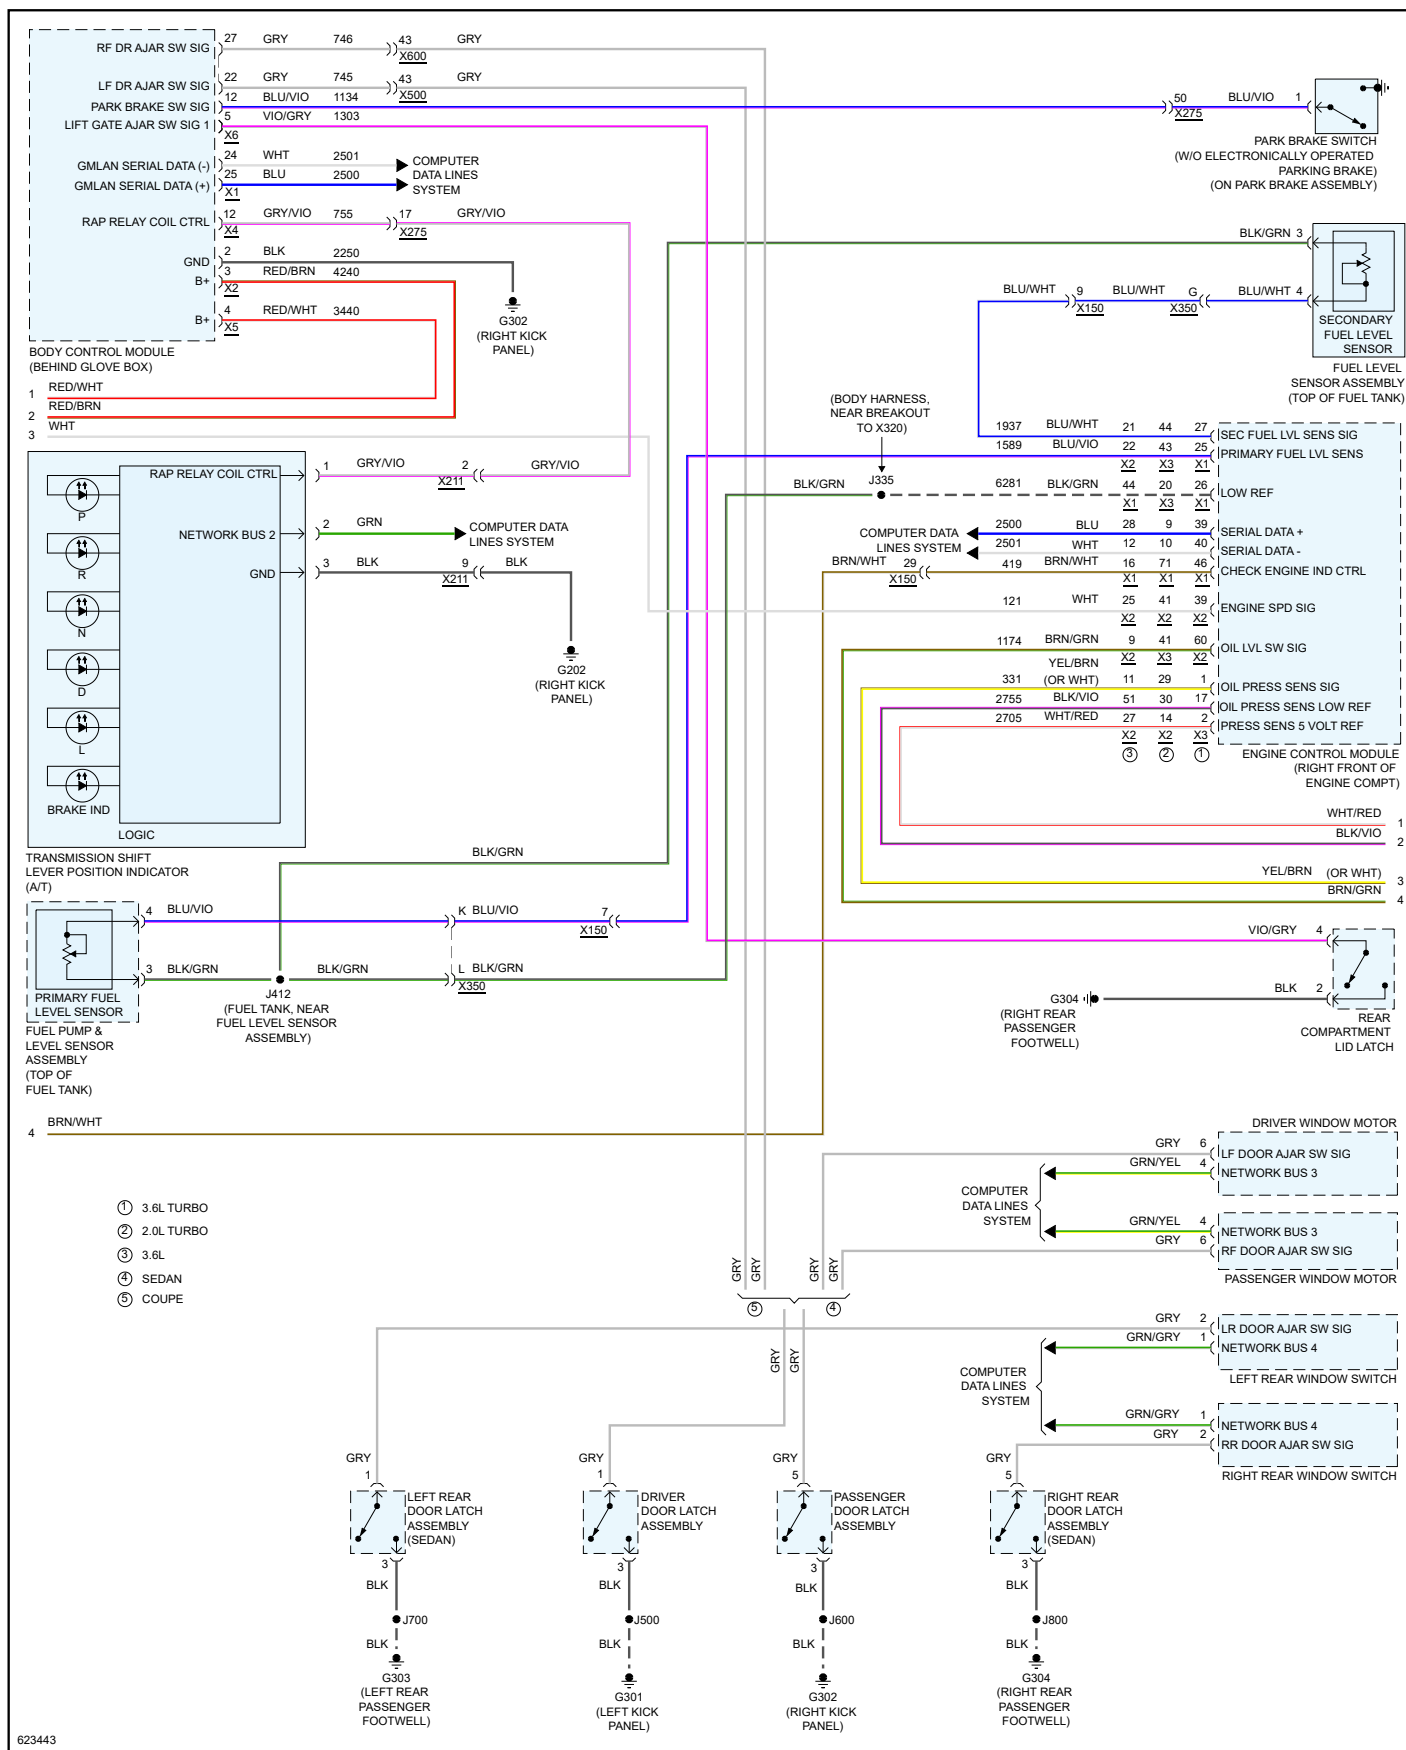 RF DR AJAR SW SIG 27 GRY 746 43 GRY
X600
LF DR AJAR SW SIG 22 GRY 745 43 GRY
X500
PARK BRAKE SW SIG 12 BLU/VIO 1134 50 BLU/VIO 1
X275
LIFT GATE AJAR SW SIG 1 5 VIO/GRY 1303
X6
PARK BRAKE SWITCH
(W/O ELECTRONICALLY OPERATED
PARKING BRAKE)
(ON PARK BRAKE ASSEMBLY)
GMLAN SERIAL DATA (-) 24 WHT 2501
GMLAN SERIAL DATA (+) 25 BLU 2500
X1
COMPUTER
DATA LINES
SYSTEM
RAP RELAY COIL CTRL 12 GRY/VIO 755 17 GRY/VIO
X4 X275
GND 2 BLK 2250
B+ 3 RED/BRN 4240
X2
B+ 4 RED/WHT 3440
X5
G302
(RIGHT KICK
PANEL)
BODY CONTROL MODULE
(BEHIND GLOVE BOX)
BLK/GRN 3
BLU/WHT 9 BLU/WHT G BLU/WHT 4
X150 X350
SECONDARY
FUEL LEVEL
SENSOR
FUEL LEVEL
SENSOR ASSEMBLY
(TOP OF FUEL TANK)
1 RED/WHT
2 RED/BRN
3 WHT
(BODY HARNESS,
NEAR BREAKOUT
TO X320)
J335
RAP RELAY COIL CTRL 1 GRY/VIO 2 GRY/VIO
X211
NETWORK BUS 2 2 GRN
COMPUTER DATA
LINES SYSTEM
GND 3 BLK 9 BLK
X211
G202
(RIGHT KICK
PANEL)
P
R
N
D
L
BRAKE IND
LOGIC
TRANSMISSION SHIFT
LEVER POSITION INDICATOR
(A/T)
1937 BLU/WHT 21 44 27 SEC FUEL LVL SENS SIG
1589 BLU/VIO 22 43 25 PRIMARY FUEL LVL SENS
X2 X3 X1
BLK/GRN 6281 BLK/GRN 44 20 26 LOW REF
X1 X3 X1
COMPUTER DATA
LINES SYSTEM
2500 BLU 28 9 39 SERIAL DATA +
2501 WHT 12 10 40 SERIAL DATA -
BRN/WHT 29 419 BRN/WHT 16 71 46 CHECK ENGINE IND CTRL
X150 X1 X1 X1
121 WHT 25 41 39 ENGINE SPD SIG
X2 X2 X2
1174 BRN/GRN 9 41 60 OIL LVL SW SIG
X2 X3 X2
YEL/BRN
331 (OR WHT) 11 29 1 OIL PRESS SENS SIG
2755 BLK/VIO 51 30 17 OIL PRESS SENS LOW REF
2705 WHT/RED 27 14 2 PRESS SENS 5 VOLT REF
X2 X2 X3
3 2 1
ENGINE CONTROL MODULE
(RIGHT FRONT OF
ENGINE COMPT)
WHT/RED 1
BLK/VIO 2
YEL/BRN (OR WHT) 3
BRN/GRN 4
BLK/GRN
4 BLU/VIO K BLU/VIO 7
X150
3 BLK/GRN BLK/GRN L BLK/GRN
X350
J412
(FUEL TANK, NEAR
FUEL LEVEL SENSOR
ASSEMBLY)
PRIMARY FUEL
LEVEL SENSOR
FUEL PUMP &
LEVEL SENSOR
ASSEMBLY
(TOP OF
FUEL TANK)
VIO/GRY 4
BLK 2
G304
(RIGHT REAR
PASSENGER
FOOTWELL)
REAR
COMPARTMENT
LID LATCH
4 BRN/WHT
1 3.6L TURBO
2 2.0L TURBO
3 3.6L
4 SEDAN
5 COUPE
DRIVER WINDOW MOTOR
GRY 6 LF DOOR AJAR SW SIG
GRN/YEL 4 NETWORK BUS 3
COMPUTER
DATA LINES
SYSTEM
GRN/YEL 4 NETWORK BUS 3
GRY 6 RF DOOR AJAR SW SIG
PASSENGER WINDOW MOTOR
GRY GRY GRY GRY
5 4
GRY GRY
GRY 2 LR DOOR AJAR SW SIG
GRN/GRY 1 NETWORK BUS 4
LEFT REAR WINDOW SWITCH
COMPUTER
DATA LINES
SYSTEM
GRN/GRY 1 NETWORK BUS 4
GRY 2 RR DOOR AJAR SW SIG
RIGHT REAR WINDOW SWITCH
GRY 1
LEFT REAR
DOOR LATCH
ASSEMBLY
(SEDAN)
3
BLK
J700
BLK
G303
(LEFT REAR
PASSENGER
FOOTWELL)
GRY 1
DRIVER
DOOR LATCH
ASSEMBLY
3
BLK
J500
BLK
G301
(LEFT KICK
PANEL)
GRY 5
PASSENGER
DOOR LATCH
ASSEMBLY
3
BLK
J600
BLK
G302
(RIGHT KICK
PANEL)
GRY 5
RIGHT REAR
DOOR LATCH
ASSEMBLY
(SEDAN)
3
BLK
J800
BLK
G304
(RIGHT REAR
PASSENGER
FOOTWELL)
623443